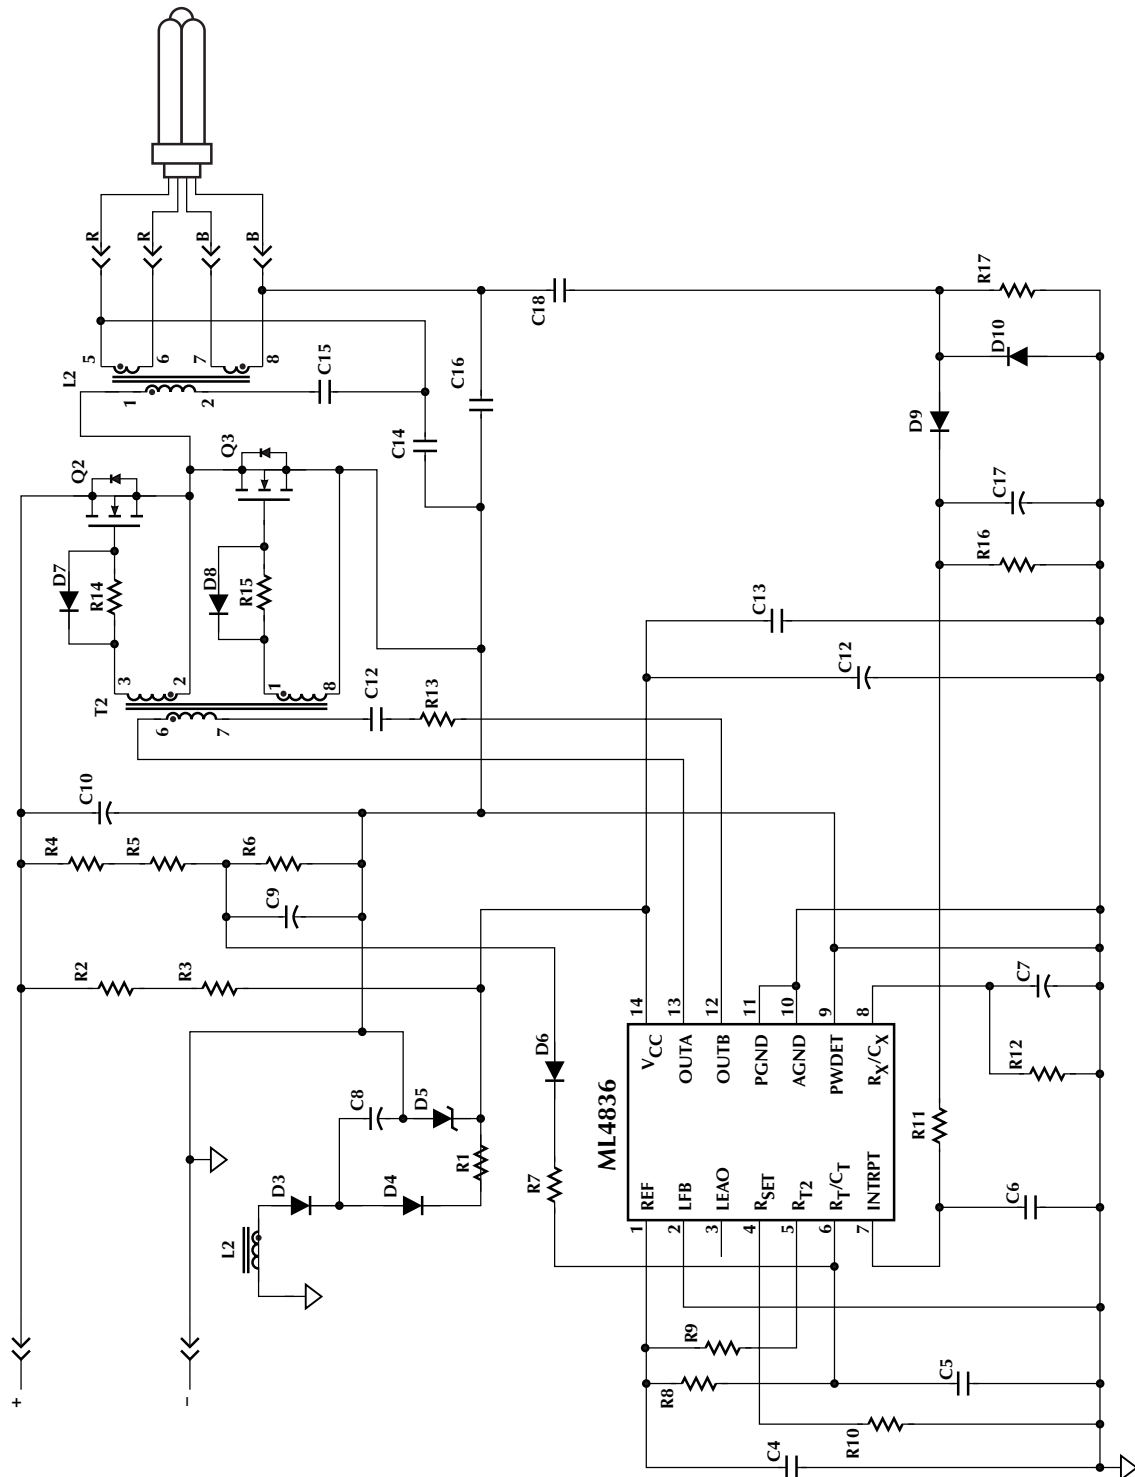 R
R
B
B
L2
5
6
7
8
1
2
C15
C18
R17
D10
C16
Q2
Q3
C14
D9
C17
R16
D7
R14
D8
R15
C13
C12
T2
3
2
1
8
6
7
C12
R13
C10
R4
R5
R6
C9
R2
R3
C7
R12
14
13
12
11
10
9
8
VCC
OUTA
OUTB
PGND
AGND
PWDET
RX/CX
ML4836
REF
LFB
LEAO
RSET
RT2
RT/CT
INTRPT
1
2
3
4
5
6
7
D6
C8
D5
R11
D3
D4
R1
R7
C6
L2
R9
R8
C5
R10
C4
+
–